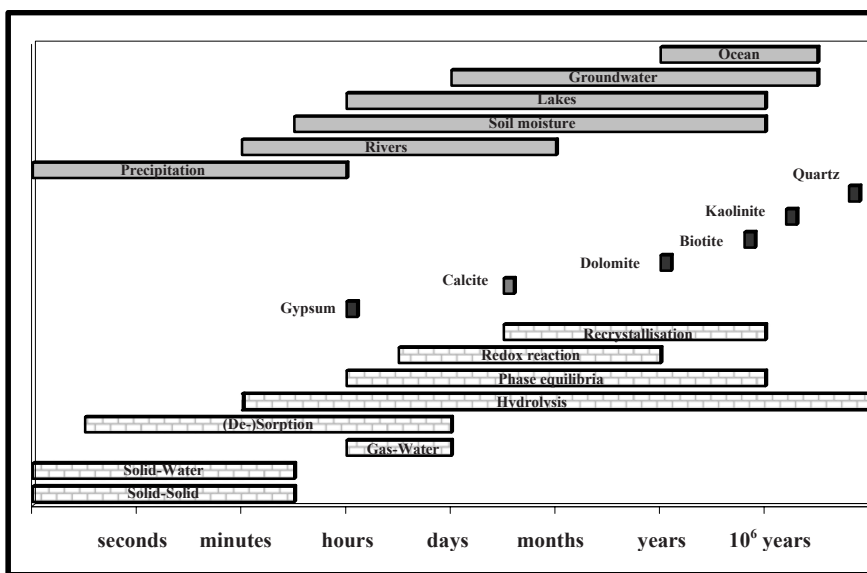 Ocean
Groundwater
Lakes
Soil moisture
Rivers
Precipitation
Quartz
Kaolinite
Biotite
Dolomite
Calcite
Gypsum
Recrystallisation
Redox reaction
Phase equilibria
Hydrolysis
(De-)Sorption
Gas-Water
Solid-Water
Solid-Solid
seconds minutes hours days months years 10⁶ years